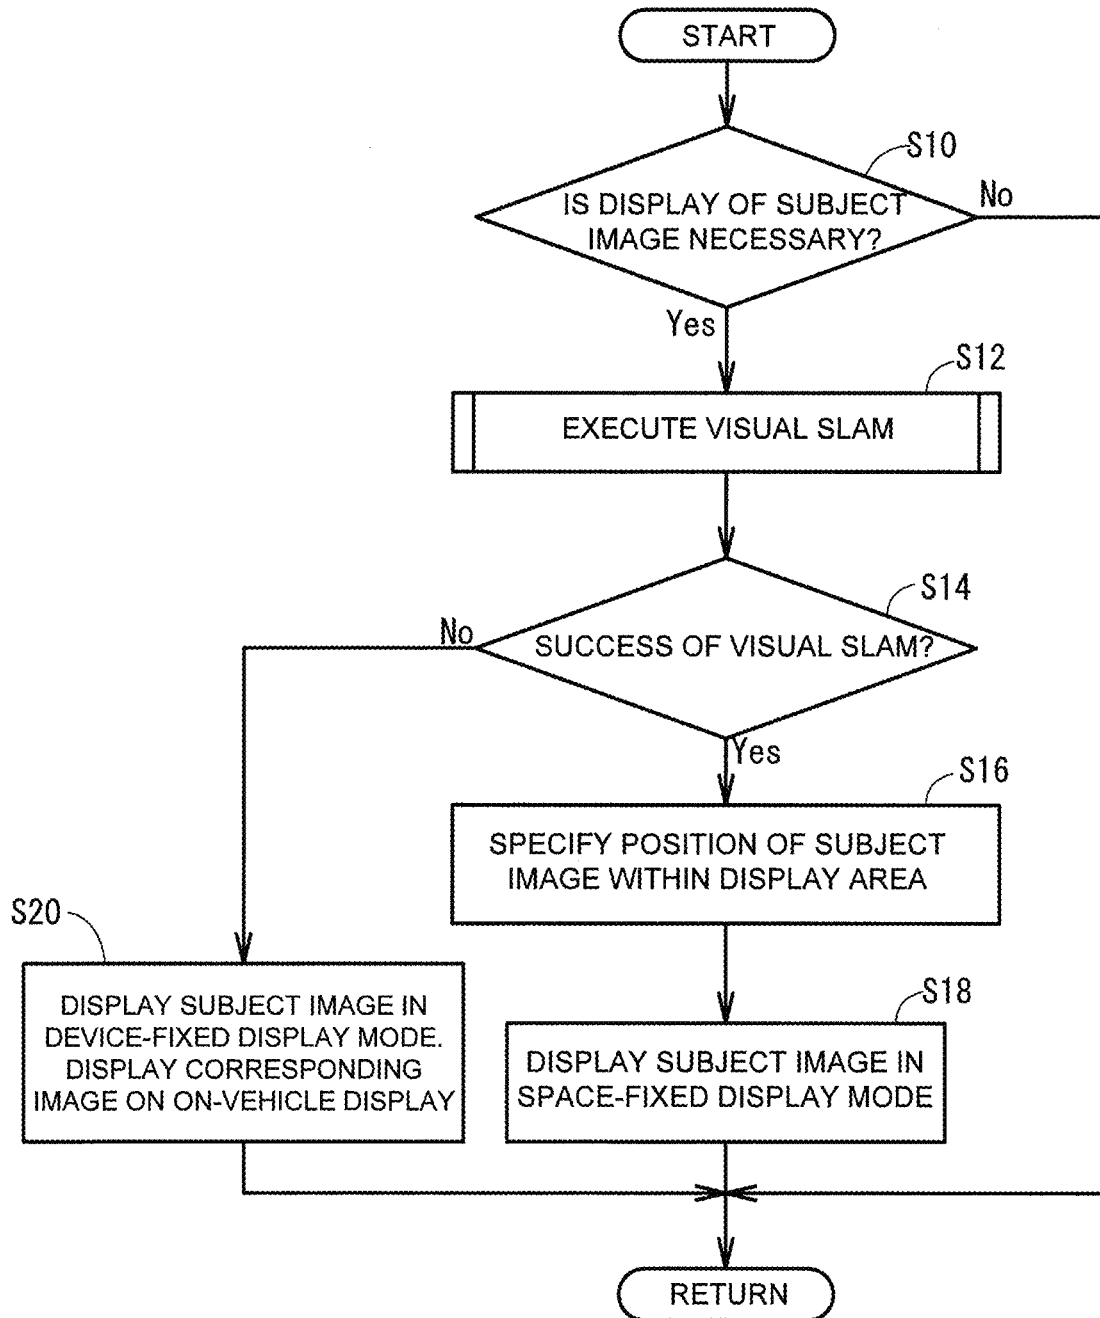 START
S10
IS DISPLAY OF SUBJECT
IMAGE NECESSARY?
No
Yes
S12
EXECUTE VISUAL SLAM
S14
SUCCESS OF VISUAL SLAM?
No
Yes
S16
SPECIFY POSITION OF SUBJECT
IMAGE WITHIN DISPLAY AREA
S20
DISPLAY SUBJECT IMAGE IN
DEVICE-FIXED DISPLAY MODE.
DISPLAY CORRESPONDING
IMAGE ON ON-VEHICLE DISPLAY
S18
DISPLAY SUBJECT IMAGE IN
SPACE-FIXED DISPLAY MODE
RETURN